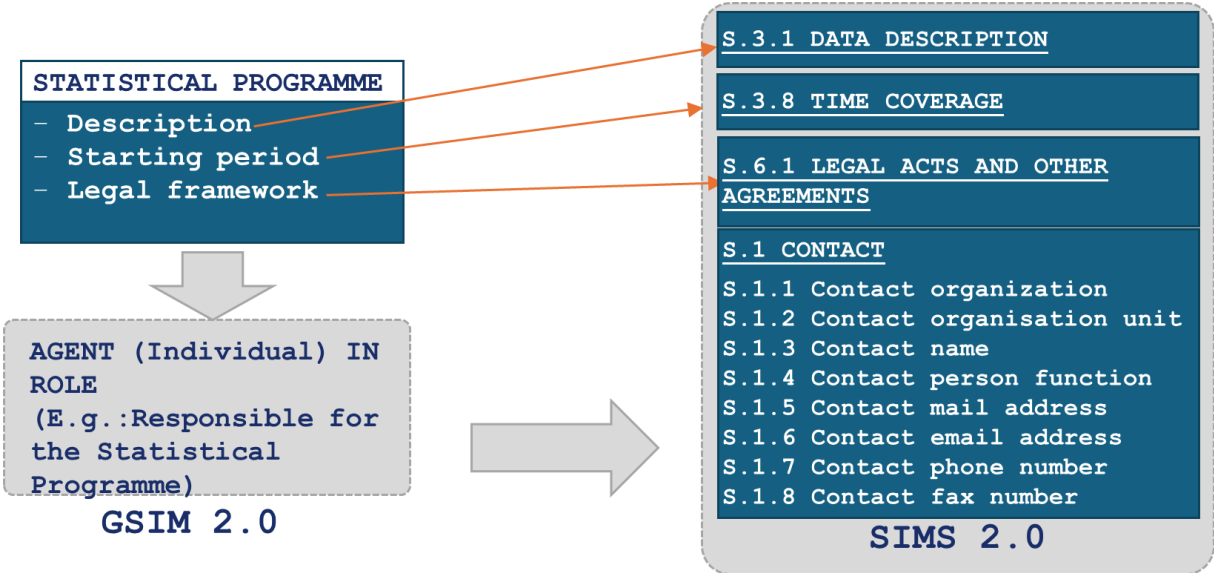 STATISTICAL PROGRAMME
– Description
– Starting period
– Legal framework
AGENT (Individual) IN
ROLE
(E.g.:Responsible for
the Statistical
Programme)
GSIM 2.0
S.3.1 DATA DESCRIPTION
S.3.8 TIME COVERAGE
S.6.1 LEGAL ACTS AND OTHER
AGREEMENTS
S.1 CONTACT
S.1.1 Contact organization
S.1.2 Contact organisation unit
S.1.3 Contact name
S.1.4 Contact person function
S.1.5 Contact mail address
S.1.6 Contact email address
S.1.7 Contact phone number
S.1.8 Contact fax number
SIMS 2.0